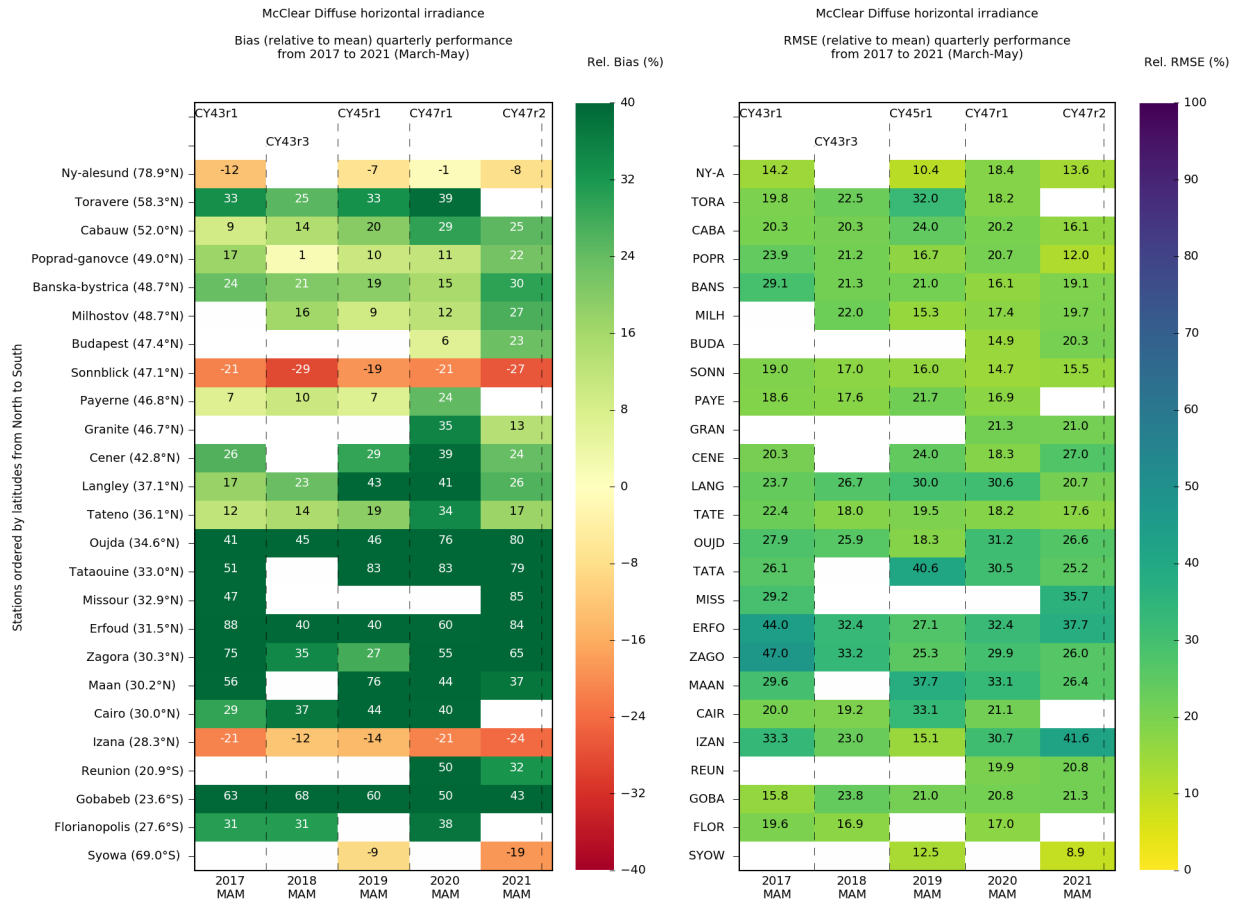 McClear Diffuse horizontal irradiance
Bias (relative to mean) quarterly performance
from 2017 to 2021 (March-May)
Rel. Bias (%)
CY43r1 CY45r1 CY47r1 CY47r2
CY43r3
Stations ordered by latitudes from North to South
Ny-alesund (78.9°N) -12 -7 -1 -8
Toravere (58.3°N) 33 25 33 39
Cabauw (52.0°N) 9 14 20 29 25
Poprad-ganovce (49.0°N) 17 1 10 11 22
Banska-bystrica (48.7°N) 24 21 19 15 30
Milhostov (48.7°N) 16 9 12 27
Budapest (47.4°N) 6 23
Sonnblick (47.1°N) -21 -29 -19 -21 -27
Payerne (46.8°N) 7 10 7 24
Granite (46.7°N) 35 13
Cener (42.8°N) 26 29 39 24
Langley (37.1°N) 17 23 43 41 26
Tateno (36.1°N) 12 14 19 34 17
Oujda (34.6°N) 41 45 46 76 80
Tataouine (33.0°N) 51 83 83 79
Missour (32.9°N) 47 85
Erfoud (31.5°N) 88 40 40 60 84
Zagora (30.3°N) 75 35 27 55 65
Maan (30.2°N) 56 76 44 37
Cairo (30.0°N) 29 37 44 40
Izana (28.3°N) -21 -12 -14 -21 -24
Reunion (20.9°S) 50 32
Gobabeb (23.6°S) 63 68 60 50 43
Florianopolis (27.6°S) 31 31 38
Syowa (69.0°S) -9 -19
2017 2018 2019 2020 2021
MAM MAM MAM MAM MAM
40
32
24
16
8
0
−8
−16
−24
−32
−40
McClear Diffuse horizontal irradiance
RMSE (relative to mean) quarterly performance
from 2017 to 2021 (March-May)
Rel. RMSE (%)
CY43r1 CY45r1 CY47r1 CY47r2
CY43r3
NY-A 14.2 10.4 18.4 13.6
TORA 19.8 22.5 32.0 18.2
CABA 20.3 20.3 24.0 20.2 16.1
POPR 23.9 21.2 16.7 20.7 12.0
BANS 29.1 21.3 21.0 16.1 19.1
MILH 22.0 15.3 17.4 19.7
BUDA 14.9 20.3
SONN 19.0 17.0 16.0 14.7 15.5
PAYE 18.6 17.6 21.7 16.9
GRAN 21.3 21.0
CENE 20.3 24.0 18.3 27.0
LANG 23.7 26.7 30.0 30.6 20.7
TATE 22.4 18.0 19.5 18.2 17.6
OUJD 27.9 25.9 18.3 31.2 26.6
TATA 26.1 40.6 30.5 25.2
MISS 29.2 35.7
ERFO 44.0 32.4 27.1 32.4 37.7
ZAGO 47.0 33.2 25.3 29.9 26.0
MAAN 29.6 37.7 33.1 26.4
CAIR 20.0 19.2 33.1 21.1
IZAN 33.3 23.0 15.1 30.7 41.6
REUN 19.9 20.8
GOBA 15.8 23.8 21.0 20.8 21.3
FLOR 19.6 16.9 17.0
SYOW 12.5 8.9
2017 2018 2019 2020 2021
MAM MAM MAM MAM MAM
100
90
80
70
60
50
40
30
20
10
0